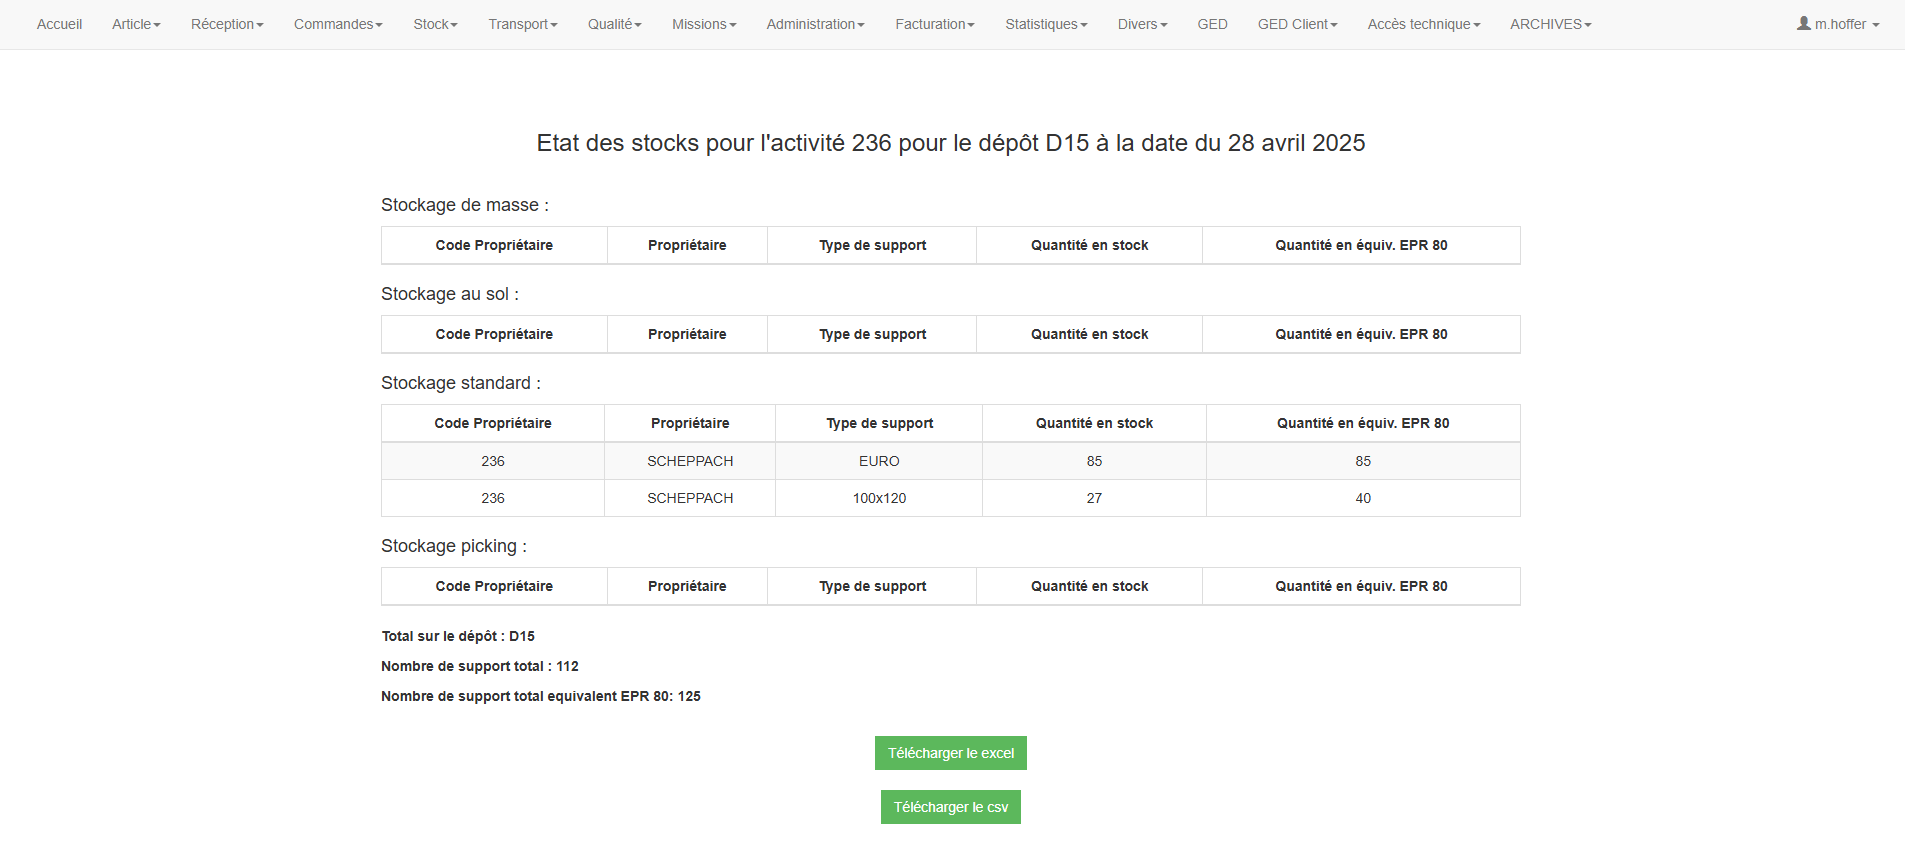 Accueil Article Réception Commandes Stock Transport Qualité Missions Administration Facturation Statistiques Divers GED GED Client Accès technique ARCHIVES m.hoffer
Etat des stocks pour l'activité 236 pour le dépôt D15 à la date du 28 avril 2025
Stockage de masse :
Code Propriétaire Propriétaire Type de support Quantité en stock Quantité en équiv. EPR 80
Stockage au sol :
Code Propriétaire Propriétaire Type de support Quantité en stock Quantité en équiv. EPR 80
Stockage standard :
Code Propriétaire Propriétaire Type de support Quantité en stock Quantité en équiv. EPR 80
236 SCHEPPACH EURO 85 85
236 SCHEPPACH 100x120 27 40
Stockage picking :
Code Propriétaire Propriétaire Type de support Quantité en stock Quantité en équiv. EPR 80
Total sur le dépôt : D15
Nombre de support total : 112
Nombre de support total equivalent EPR 80: 125
Télécharger le excel
Télécharger le csv